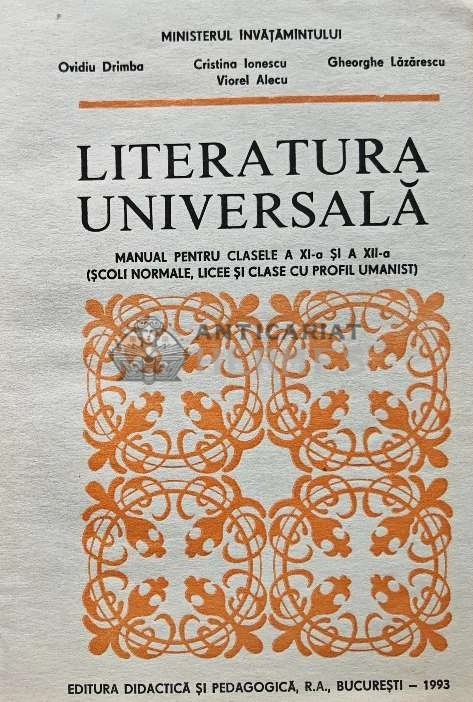 MINISTERUL INVĂȚĂMÎNTULUI
Ovidiu Drimba Cristina Ionescu Gheorghe Lăzărescu
Viorel Alecu
LITERATURA
UNIVERSALĂ
MANUAL PENTRU CLASELE A XI-a ȘI A XII-a
(ȘCOLI NORMALE, LICEE ȘI CLASE CU PROFIL UMANIST)
ANTICARIAT
EDITURA DIDACTICĂ ȘI PEDAGOGICĂ, R.A., BUCUREȘTI – 1993